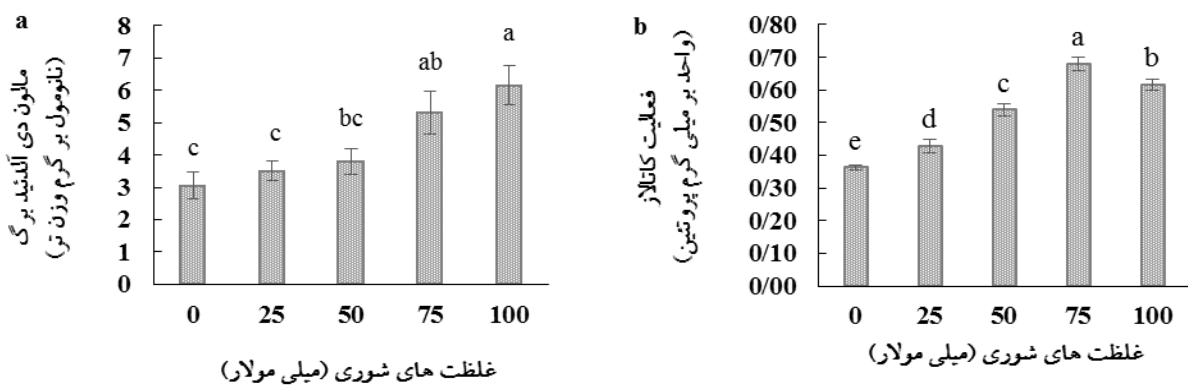 a
مالون دی آلدئید برگ
(نانومول بر گرم وزن تر)
8
7
6
5
4
3
2
1
0
c
c
bc
ab
a
0 25 50 75 100
غلظت های شوری (میلی مولار)
b
فعالیت کاتالاز
(واحد بر میلی گرم پروتئین)
0/80
0/70
0/60
0/50
0/40
0/30
0/20
0/10
0/00
e
d
c
a
b
0 25 50 75 100
غلظت های شوری (میلی مولار)